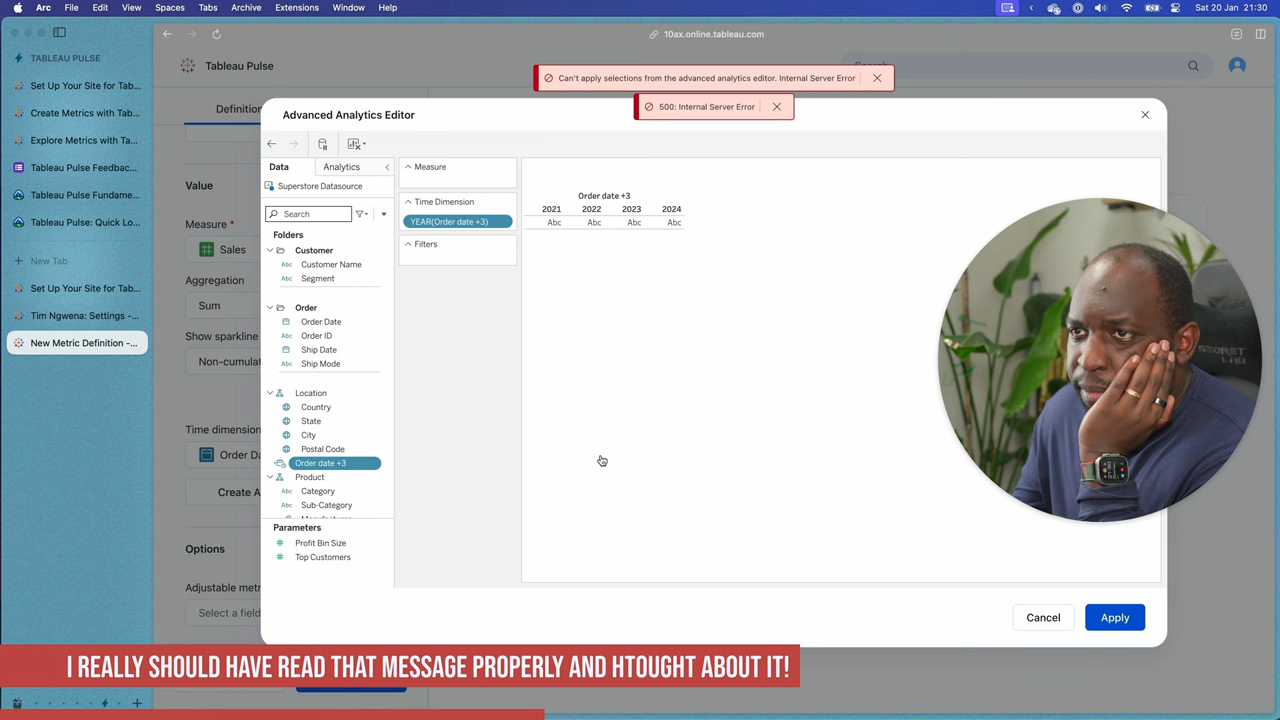 Arc File Edit View Spaces Tabs Archive Extensions Window Help Sat 20 Jan 21:30
10ax.online.tableau.com
TABLEAU PULSE
Set Up Your Site for Tab...
Create Metrics with Tab...
Explore Metrics with Ta...
Tableau Pulse Feedbac...
Tableau Pulse Fundame...
Tableau Pulse: Quick Lo...
New Tab
Set Up Your Site for Tab...
Tim Ngwena: Settings -...
New Metric Definition -...
Tableau Pulse
Search
Can't apply selections from the advanced analytics editor. Internal Server Error
500: Internal Server Error
Definition
Value
Measure *
Sales
Aggregation
Sum
Show sparkline
Non-cumulat
Time dimension
Order Da
Create A
Options
Adjustable metr
Select a field
Advanced Analytics Editor
Data Analytics
Superstore Datasource
Search
Folders
Customer
Abc Customer Name
Abc Segment
Order
Order Date
Abc Order ID
Ship Date
Abc Ship Mode
Location
Country
State
City
Postal Code
Order date +3
Product
Abc Category
Abc Sub-Category
Parameters
Profit Bin Size
Top Customers
Measure
Time Dimension
YEAR(Order date +3)
Filters
Order date +3
2021 2022 2023 2024
Abc Abc Abc Abc
Cancel Apply
I REALLY SHOULD HAVE READ THAT MESSAGE PROPERLY AND HTOUGHT ABOUT IT!